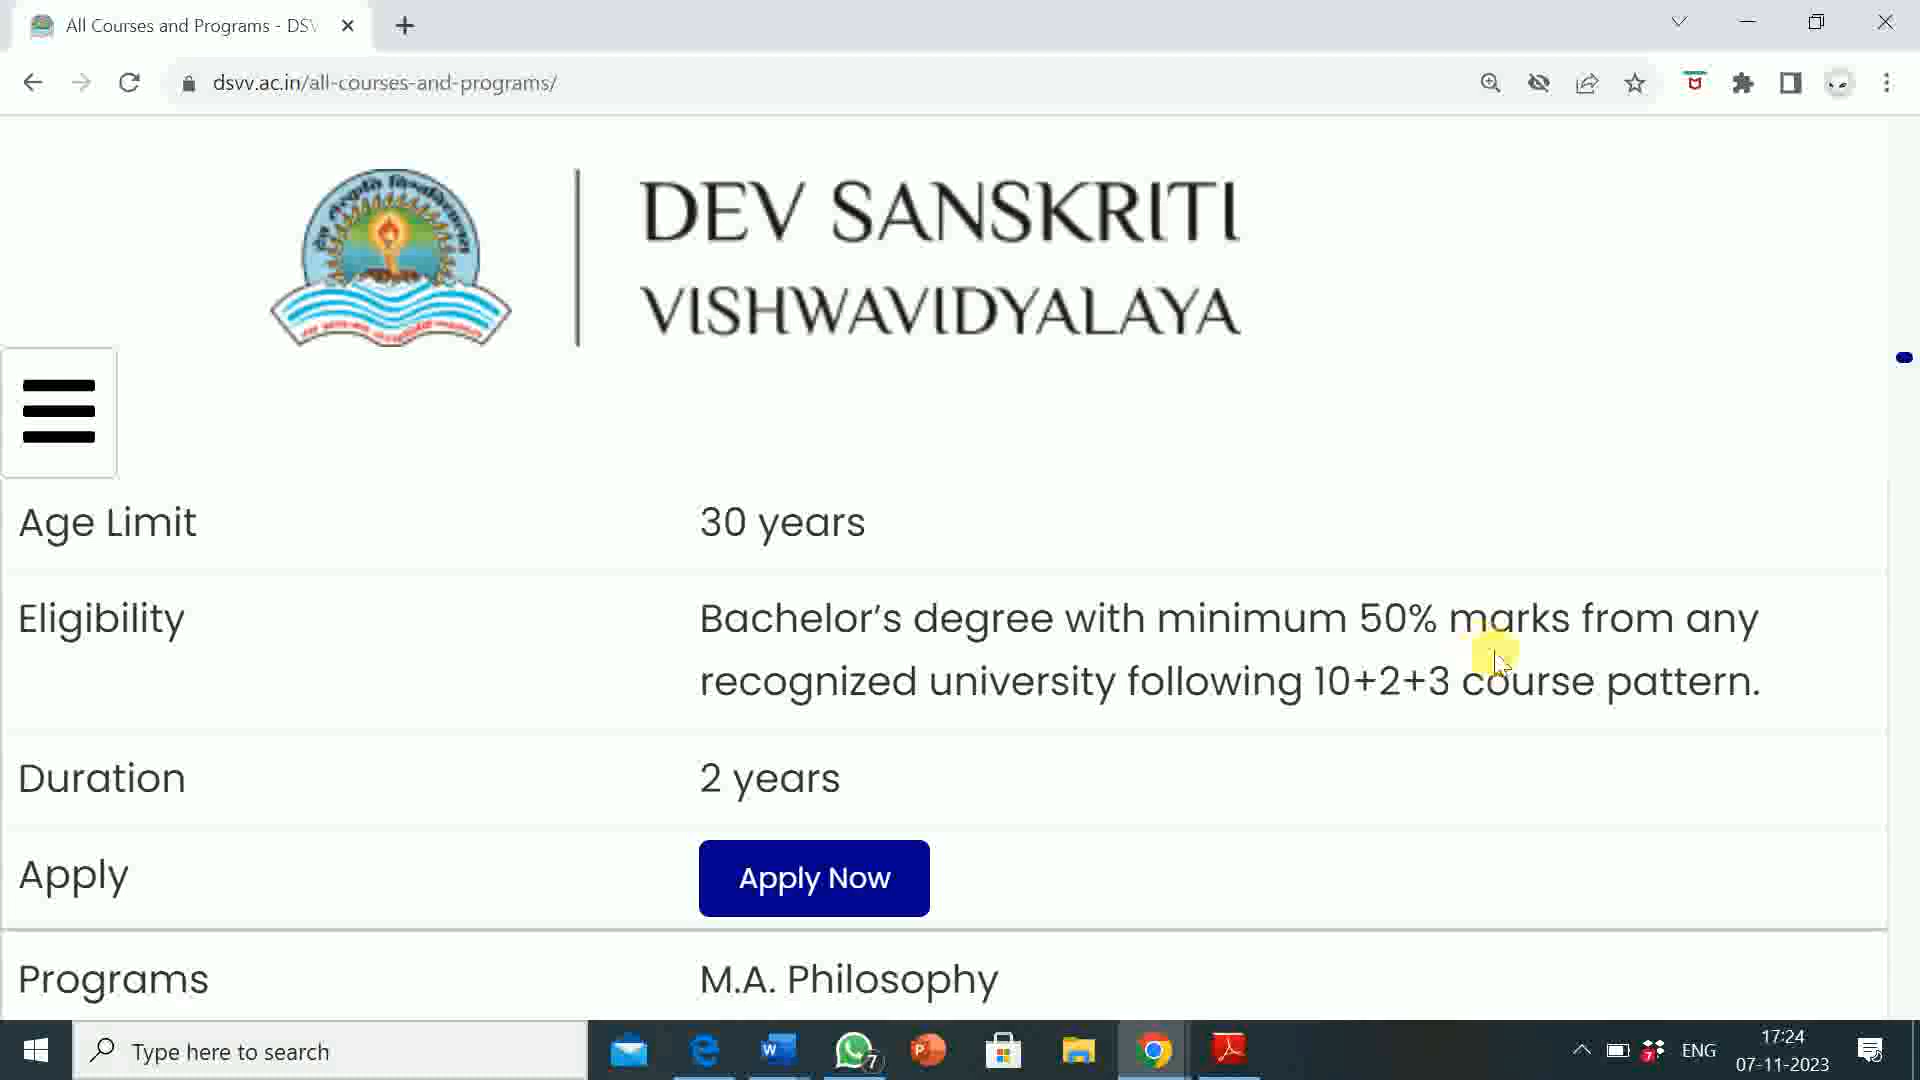 All Courses and Programs - DSV
dsvv.ac.in/all-courses-and-programs/
DEV SANSKRITI
VISHWAVIDYALAYA
Age Limit
30 years
Eligibility
Bachelor’s degree with minimum 50% marks from any
recognized university following 10+2+3 course pattern.
Duration
2 years
Apply
Apply Now
Programs
M.A. Philosophy
Type here to search
7
7
ENG
17:24
07-11-2023